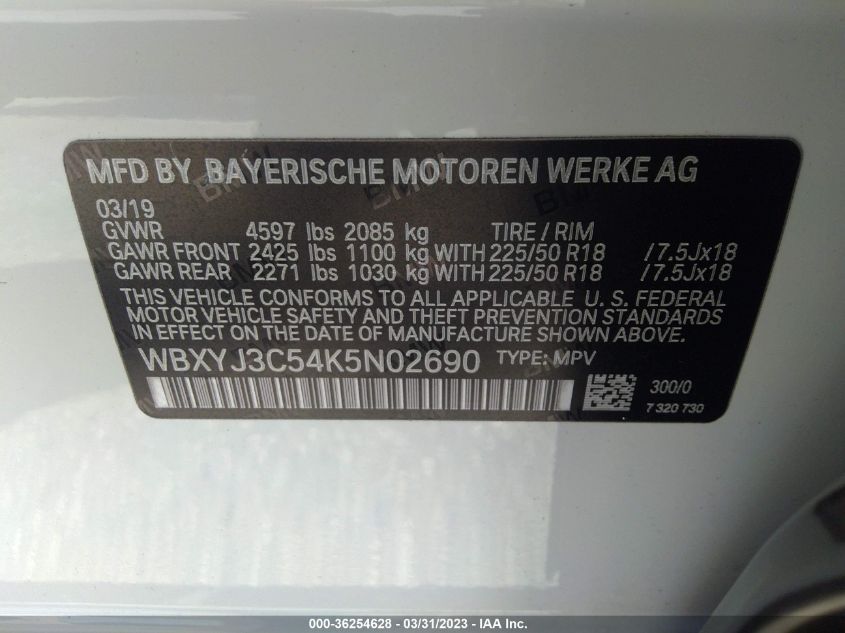 MFD BY BAYERISCHE MOTOREN WERKE AG
03/19
GVWR 4597 lbs 2085 kg TIRE / RIM
GAWR FRONT 2425 lbs 1100 kg WITH 225/50 R18 /7.5Jx18
GAWR REAR 2271 lbs 1030 kg WITH 225/50 R18 /7.5Jx18
THIS VEHICLE CONFORMS TO ALL APPLICABLE U. S. FEDERAL
MOTOR VEHICLE SAFETY AND THEFT PREVENTION STANDARDS
IN EFFECT ON THE DATE OF MANUFACTURE SHOWN ABOVE.
WBXYJ3C54K5N02690 TYPE: MPV
300/0
7 320 730
000-36254628 - 03/31/2023 - IAA Inc.